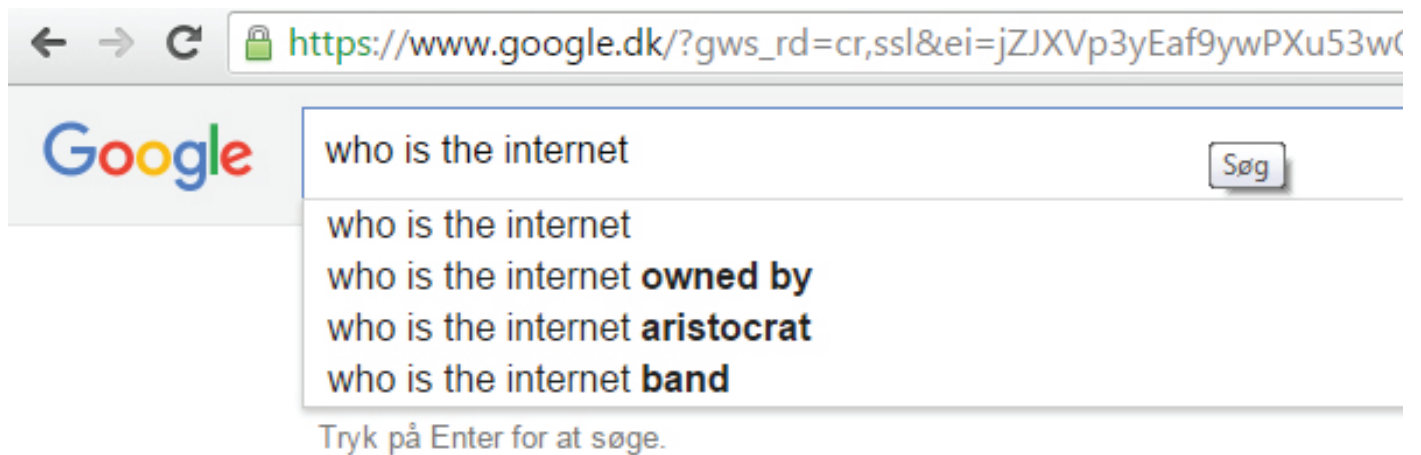 https://www.google.dk/?gws_rd=cr,ssl&ei=jZJXVp3yEaf9ywPXu53w
Google
who is the internet
Søg
who is the internet
who is the internet owned by
who is the internet aristocrat
who is the internet band
Tryk på Enter for at søge.